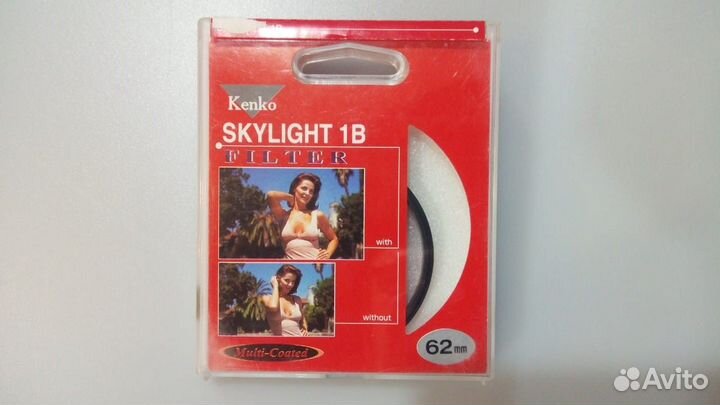 Kenko
SKYLIGHT 1B
FILTER
with
without
Multi-Coated
62mm
Avito